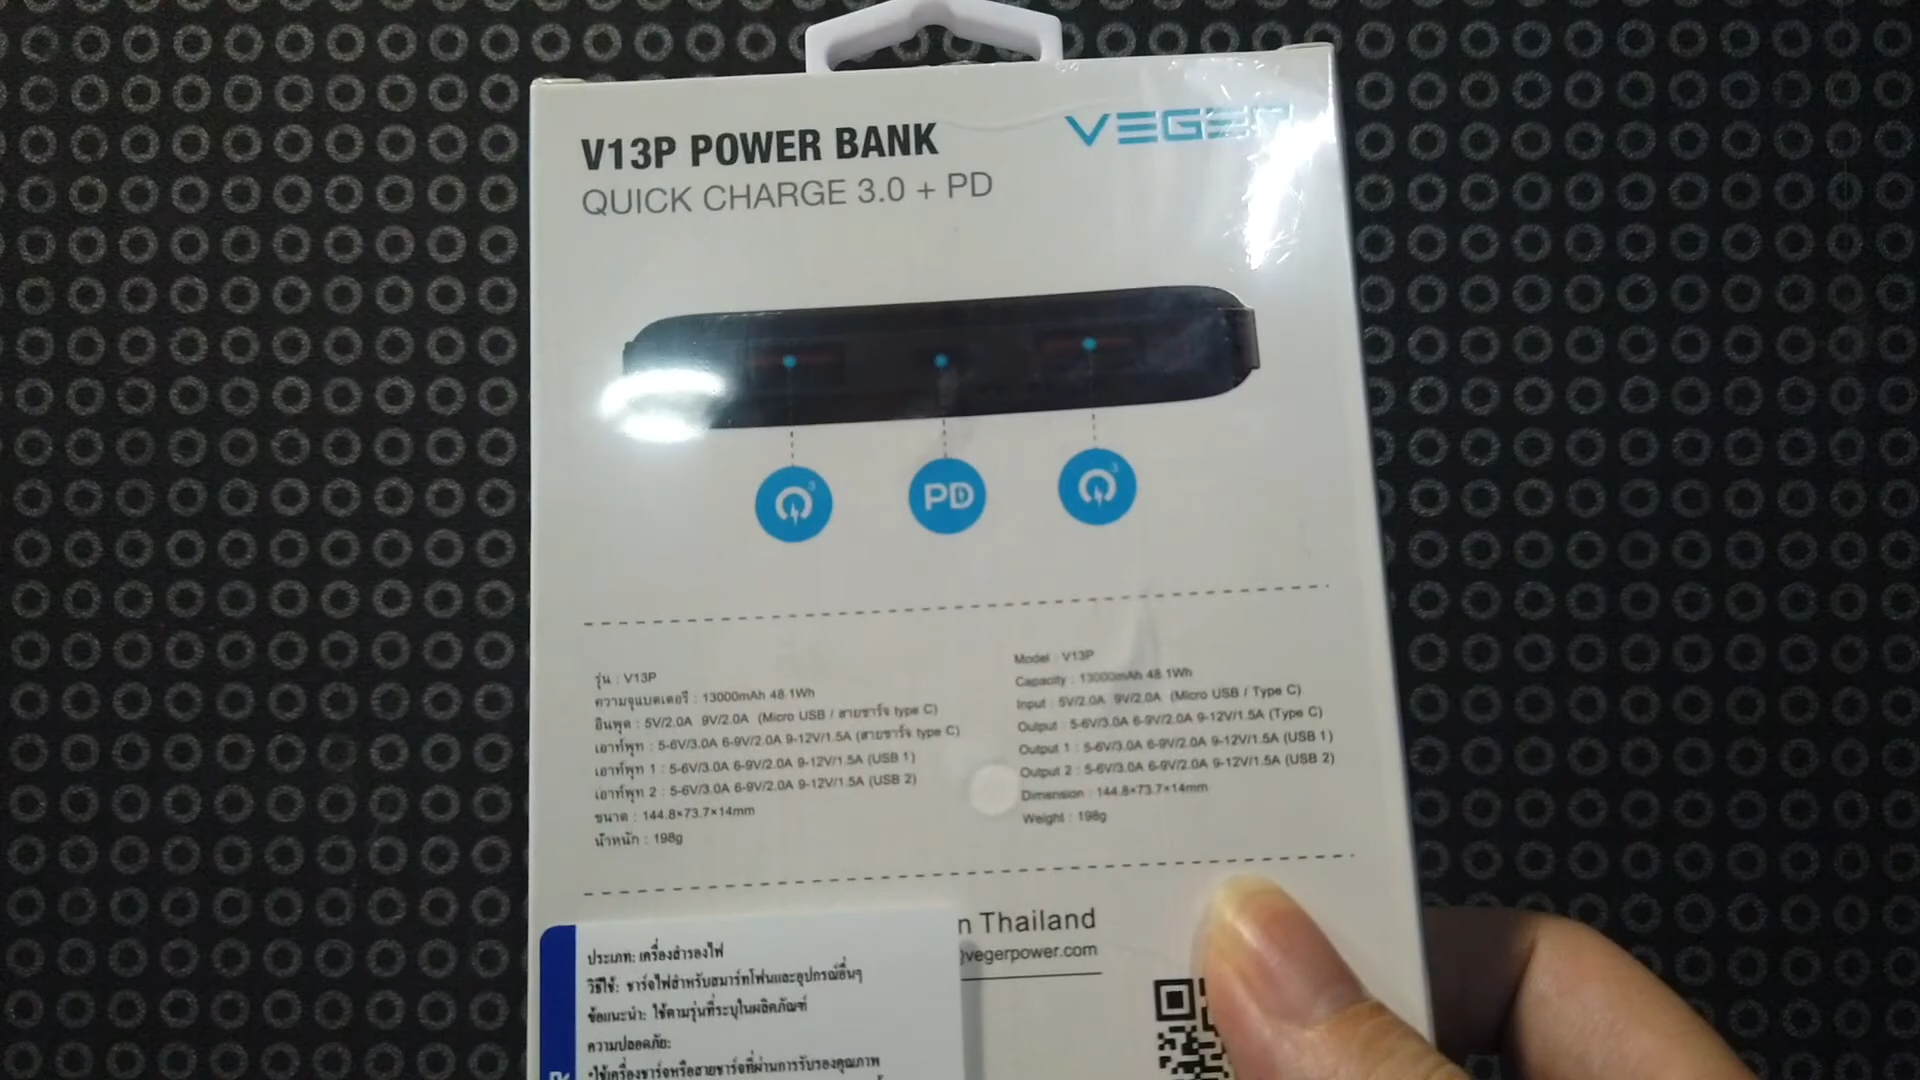 V13P POWER BANK
VEGER
QUICK CHARGE 3.0 + PD
3
PD
3
รุ่น : V13P
ความจุแบตเตอรี่ : 13000mAh 48.1Wh
อินพุต : 5V/2.0A 9V/2.0A (Micro USB / สายชาร์จ type C)
เอาท์พุท : 5-6V/3.0A 6-9V/2.0A 9-12V/1.5A (สายชาร์จ type C)
เอาท์พุท 1 : 5-6V/3.0A 6-9V/2.0A 9-12V/1.5A (USB 1)
เอาท์พุท 2 : 5-6V/3.0A 6-9V/2.0A 9-12V/1.5A (USB 2)
ขนาด : 144.8×73.7×14mm
น้ำหนัก : 198g
Model : V13P
Capacity : 13000mAh 48.1Wh
Input : 5V/2.0A 9V/2.0A (Micro USB / Type C)
Output : 5-6V/3.0A 6-9V/2.0A 9-12V/1.5A (Type C)
Output 1 : 5-6V/3.0A 6-9V/2.0A 9-12V/1.5A (USB 1)
Output 2 : 5-6V/3.0A 6-9V/2.0A 9-12V/1.5A (USB 2)
Dimension : 144.8×73.7×14mm
Weight : 198g
n Thailand
vegerpower.com
ประเภท: เครื่องสำรองไฟ
วิธีใช้: ชาร์จไฟสำหรับสมาร์ทโฟนและอุปกรณ์อื่นๆ
ข้อแนะนำ: ใช้ตามรุ่นที่ระบุในผลิตภัณฑ์
ความปลอดภัย:
•ใช้เครื่องชาร์จหรือสายชาร์จที่ผ่านการรับรองคุณภาพ